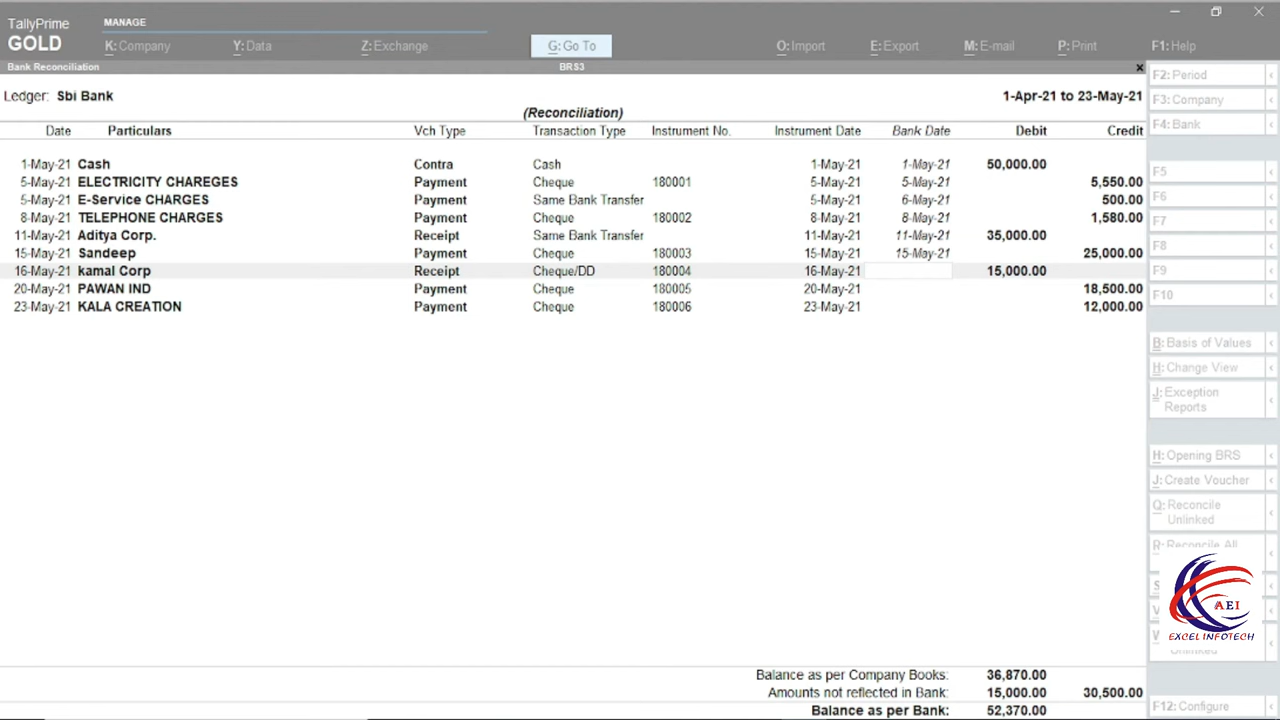 TallyPrime
GOLD
MANAGE
K: Company Y: Data Z: Exchange G: Go To O: Import E: Export M: E-mail P: Print F1: Help
Bank Reconciliation BRS3 x
Ledger: Sbi Bank 1-Apr-21 to 23-May-21
(Reconciliation)
Date Particulars Vch Type Transaction Type Instrument No. Instrument Date Bank Date Debit Credit
1-May-21 Cash Contra Cash 1-May-21 1-May-21 50,000.00
5-May-21 ELECTRICITY CHAREGES Payment Cheque 180001 5-May-21 5-May-21 5,550.00
5-May-21 E-Service CHARGES Payment Same Bank Transfer 5-May-21 6-May-21 500.00
8-May-21 TELEPHONE CHARGES Payment Cheque 180002 8-May-21 8-May-21 1,580.00
11-May-21 Aditya Corp. Receipt Same Bank Transfer 11-May-21 11-May-21 35,000.00
15-May-21 Sandeep Payment Cheque 180003 15-May-21 15-May-21 25,000.00
16-May-21 kamal Corp Receipt Cheque/DD 180004 16-May-21 15,000.00
20-May-21 PAWAN IND Payment Cheque 180005 20-May-21 18,500.00
23-May-21 KALA CREATION Payment Cheque 180006 23-May-21 12,000.00
Balance as per Company Books: 36,870.00
Amounts not reflected in Bank: 15,000.00 30,500.00
Balance as per Bank: 52,370.00
F2: Period
F3: Company
F4: Bank
F5
F6
F7
F8
F9
F10
B: Basis of Values
H: Change View
J: Exception
Reports
H: Opening BRS
J: Create Voucher
Q: Reconcile
Unlinked
R: Reconcile All
AEI
EXCEL INFOTECH
F12: Configure